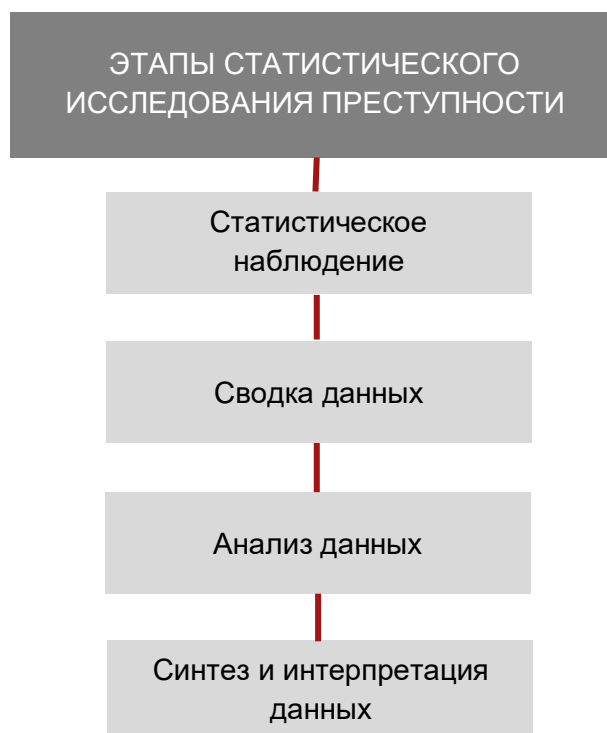 ЭТАПЫ СТАТИСТИЧЕСКОГО
ИССЛЕДОВАНИЯ ПРЕСТУПНОСТИ
Статистическое
наблюдение
Сводка данных
Анализ данных
Синтез и интерпретация
данных